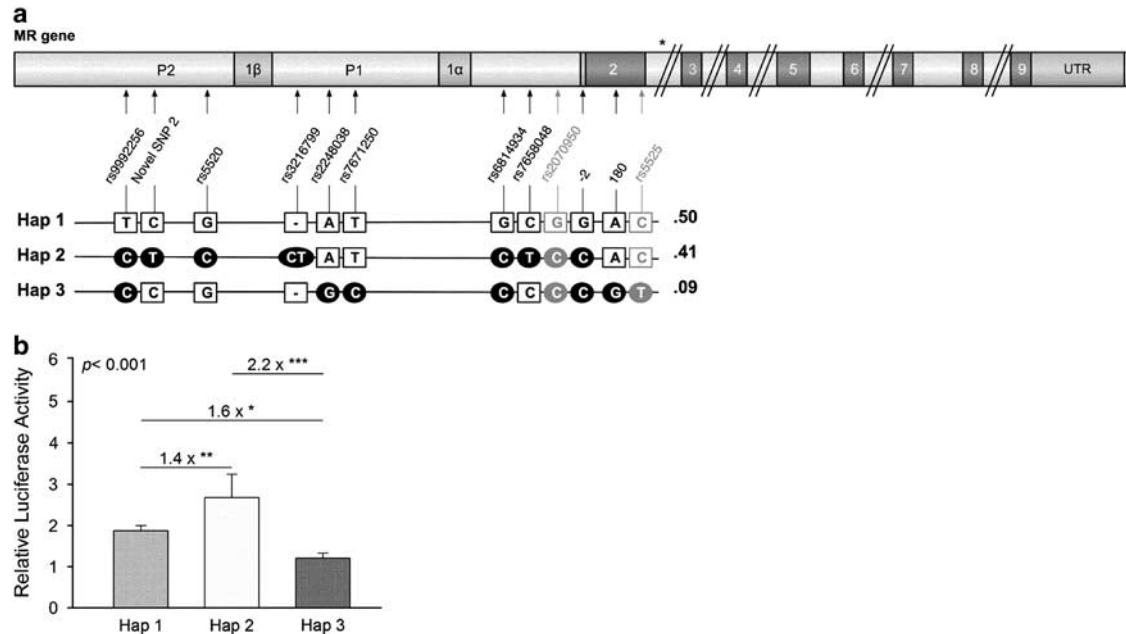 a
MR gene
*
P2 1β P1 1α 2 3 4 5 6 7 8 9 UTR
rs9992256 Novel SNP 2 rs5520 rs3216799 rs2248038 rs7671250 rs6814934 rs7658048 rs2070950 -2 180 rs5525
Hap 1 T C G - A T G C G G A C .50
Hap 2 C T C CT A T C T C C A C .41
Hap 3 C C G - G C C C C C G T .09
b
p< 0.001
2.2 x ***
1.6 x *
1.4 x **
Relative Luciferase Activity
6
5
4
3
2
1
0
Hap 1 Hap 2 Hap 3